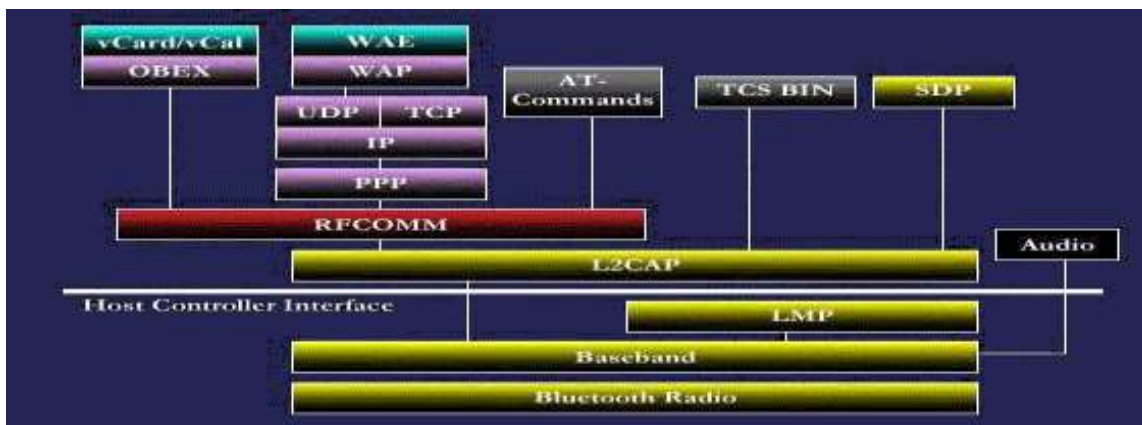 vCard/vCal
OBEX
WAE
WAP
UDP
TCP
IP
PPP
AT-
Commands
TCS BIN
SDP
RFCOMM
L2CAP
Audio
Host Controller Interface
LMP
Baseband
Bluetooth Radio